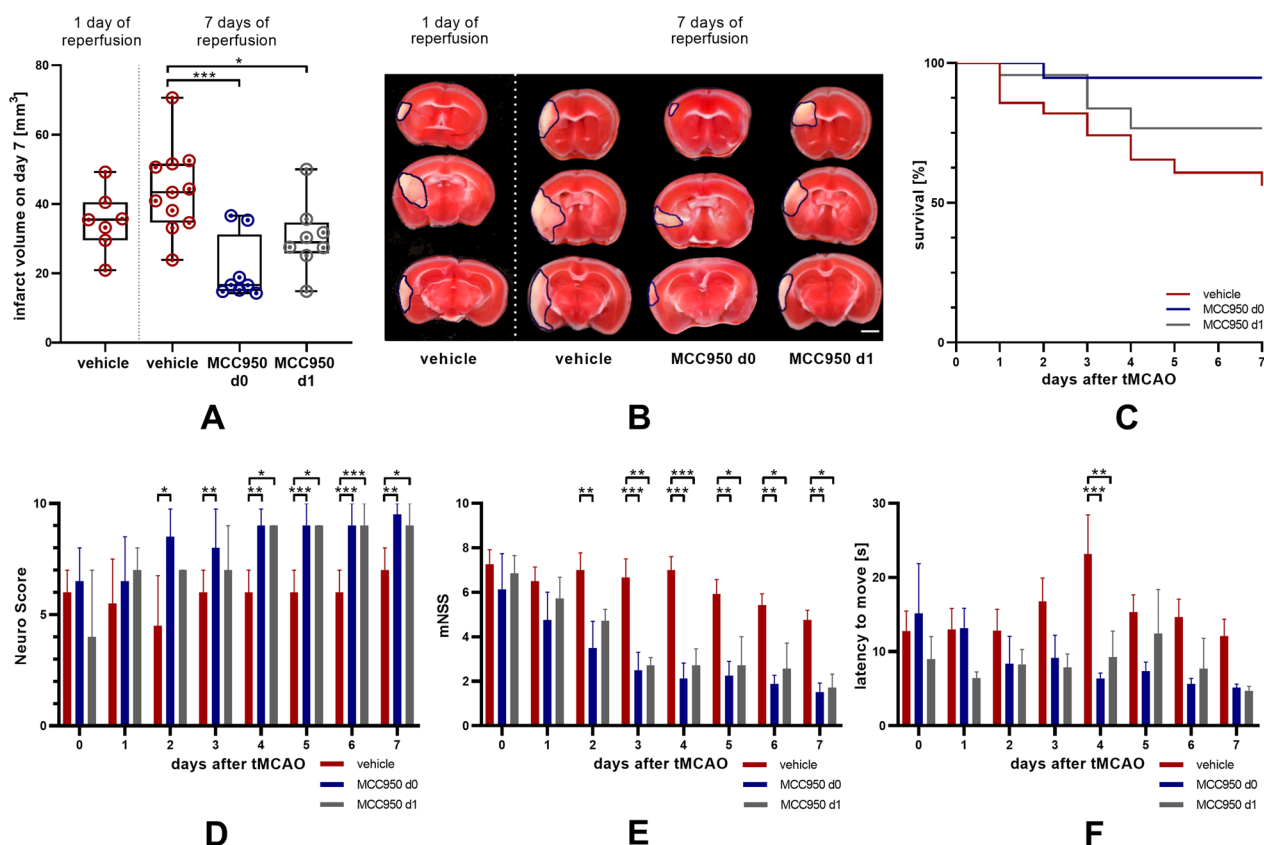 1 day of
reperfusion
7 days
of reperfusion
infarct volume on day 7 [mm³]
80
60
40
20
0
*
***
vehicle
vehicle
MCC950
d0
MCC950
d1
A
1 day of
reperfusion
7 days
of reperfusion
vehicle
vehicle
MCC950 d0
MCC950 d1
B
survival [%]
100
50
0
0 1 2 3 4 5 6 7
days after tMCAO
vehicle
MCC950 d0
MCC950 d1
C
Neuro Score
10
5
0
* * *** *
* ** ** *** *** **
0 1 2 3 4 5 6 7
days after tMCAO
vehicle
MCC950 d0
MCC950 d1
D
mNSS
10
8
6
4
2
0
** *** * * *
** *** *** ** ** **
0 1 2 3 4 5 6 7
days after tMCAO
vehicle
MCC950 d0
MCC950 d1
E
latency to move [s]
30
20
10
0
**
***
0 1 2 3 4 5 6 7
days after tMCAO
vehicle
MCC950 d0
MCC950 d1
F